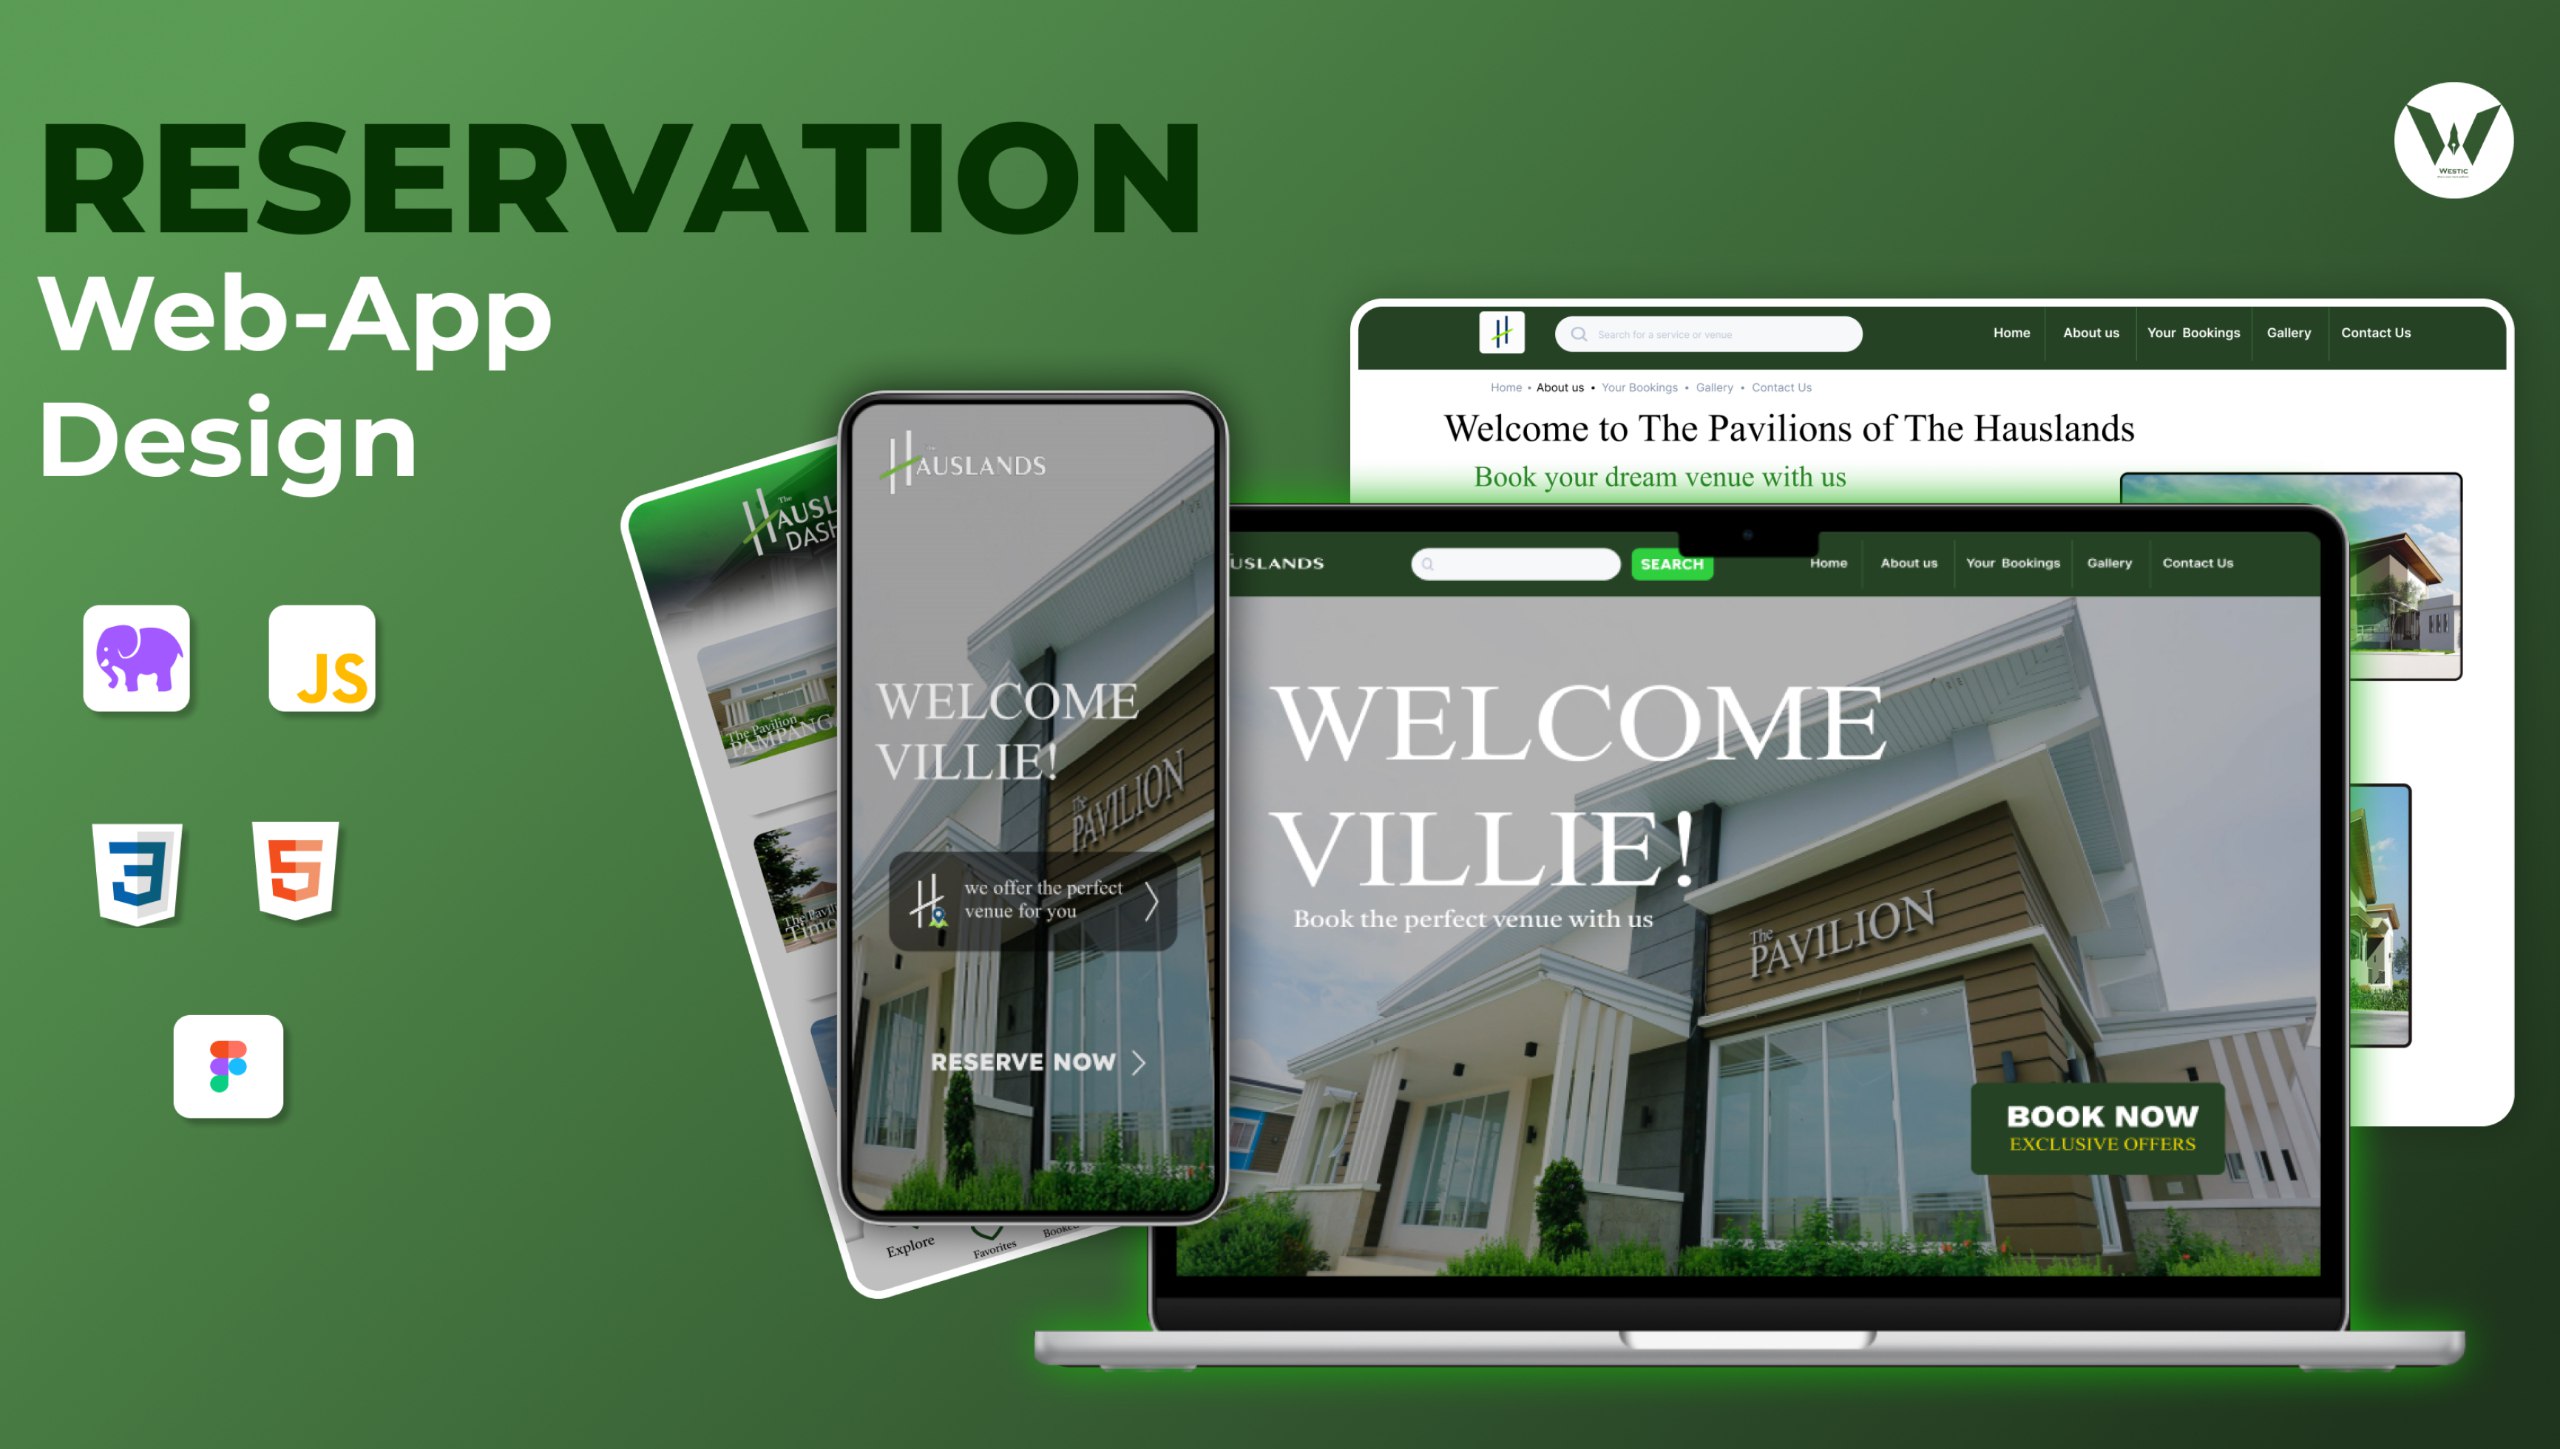 RESERVATION
Web-App
Design
JS
WESTIC
Search for a service or venue
Home
About us
Your Bookings
Gallery
Contact Us
Home • About us • Your Bookings • Gallery • Contact Us
Welcome to The Pavilions of The Hauslands
Book your dream venue with us
The
HAUSL
DASH
The Pavilion
PAMPANG
The Pavil
Timo
Explore
Favorites
Booke
The
HAUSLANDS
WELCOME
VILLIE!
The
PAVILION
we offer the perfect
venue for you
RESERVE NOW
USLANDS
SEARCH
Home
About us
Your Bookings
Gallery
Contact Us
WELCOME
VILLIE!
Book the perfect venue with us
The
PAVILION
BOOK NOW
EXCLUSIVE OFFERS